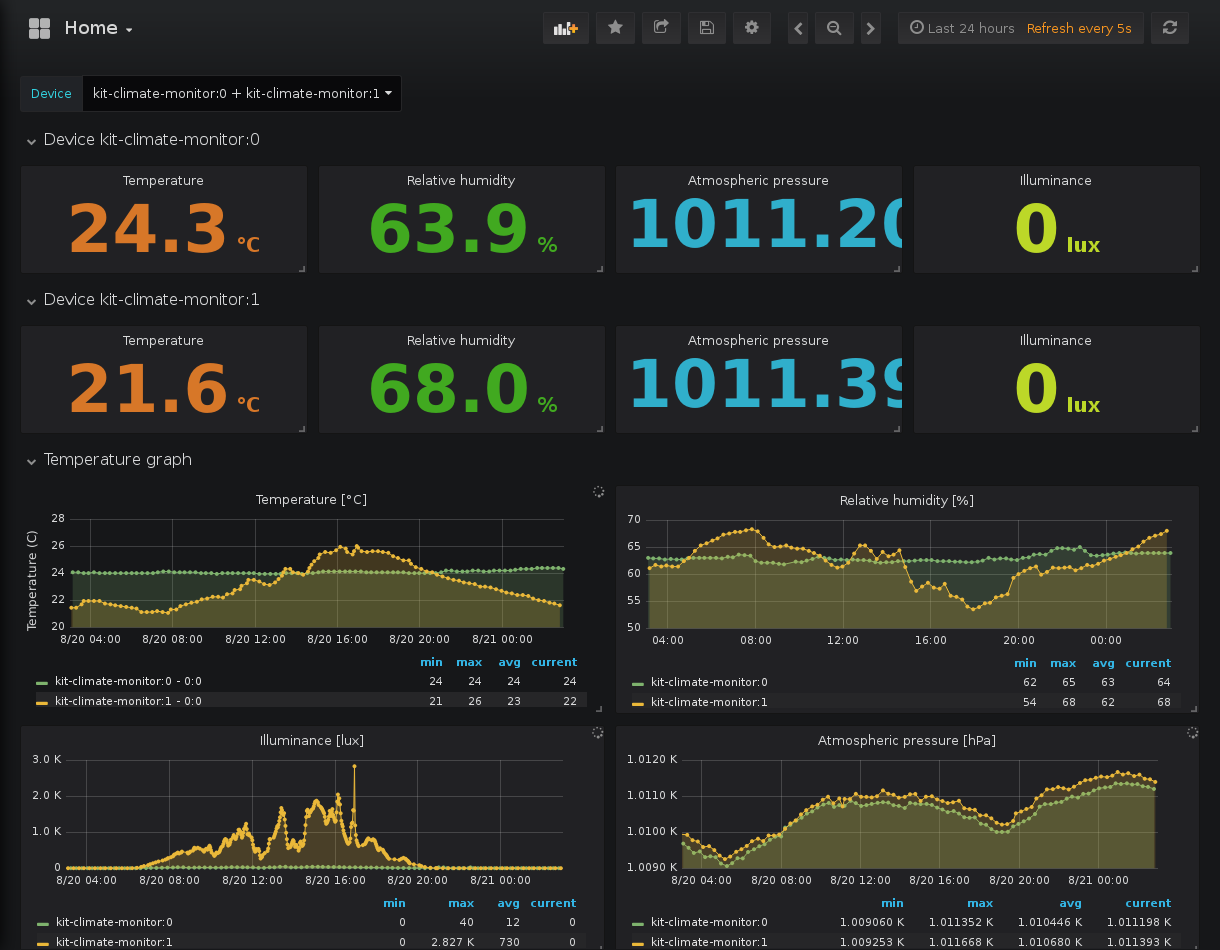 Home
Last 24 hours Refresh every 5s
Device kit-climate-monitor:0 + kit-climate-monitor:1
Device kit-climate-monitor:0
Temperature Relative humidity Atmospheric pressure Illuminance
24.3 °C 63.9 % 1011.20 0 lux
Device kit-climate-monitor:1
Temperature Relative humidity Atmospheric pressure Illuminance
21.6 °C 68.0 % 1011.39 0 lux
Temperature graph
Temperature [°C]
Temperature (C)
28
26
24
22
20
8/20 04:00 8/20 08:00 8/20 12:00 8/20 16:00 8/20 20:00 8/21 00:00
min max avg current
kit-climate-monitor:0 - 0:0 24 24 24 24
kit-climate-monitor:1 - 0:0 21 26 23 22
Relative humidity [%]
70
65
60
55
50
04:00 08:00 12:00 16:00 20:00 00:00
min max avg current
kit-climate-monitor:0 62 65 63 64
kit-climate-monitor:1 54 68 62 68
Illuminance [lux]
3.0 K
2.0 K
1.0 K
0
8/20 04:00 8/20 08:00 8/20 12:00 8/20 16:00 8/20 20:00 8/21 00:00
min max avg current
kit-climate-monitor:0 0 40 12 0
kit-climate-monitor:1 0 2.827 K 730 0
Atmospheric pressure [hPa]
1.0120 K
1.0110 K
1.0100 K
1.0090 K
8/20 04:00 8/20 08:00 8/20 12:00 8/20 16:00 8/20 20:00 8/21 00:00
min max avg current
kit-climate-monitor:0 1.009060 K 1.011352 K 1.010446 K 1.011198 K
kit-climate-monitor:1 1.009253 K 1.011668 K 1.010680 K 1.011393 K